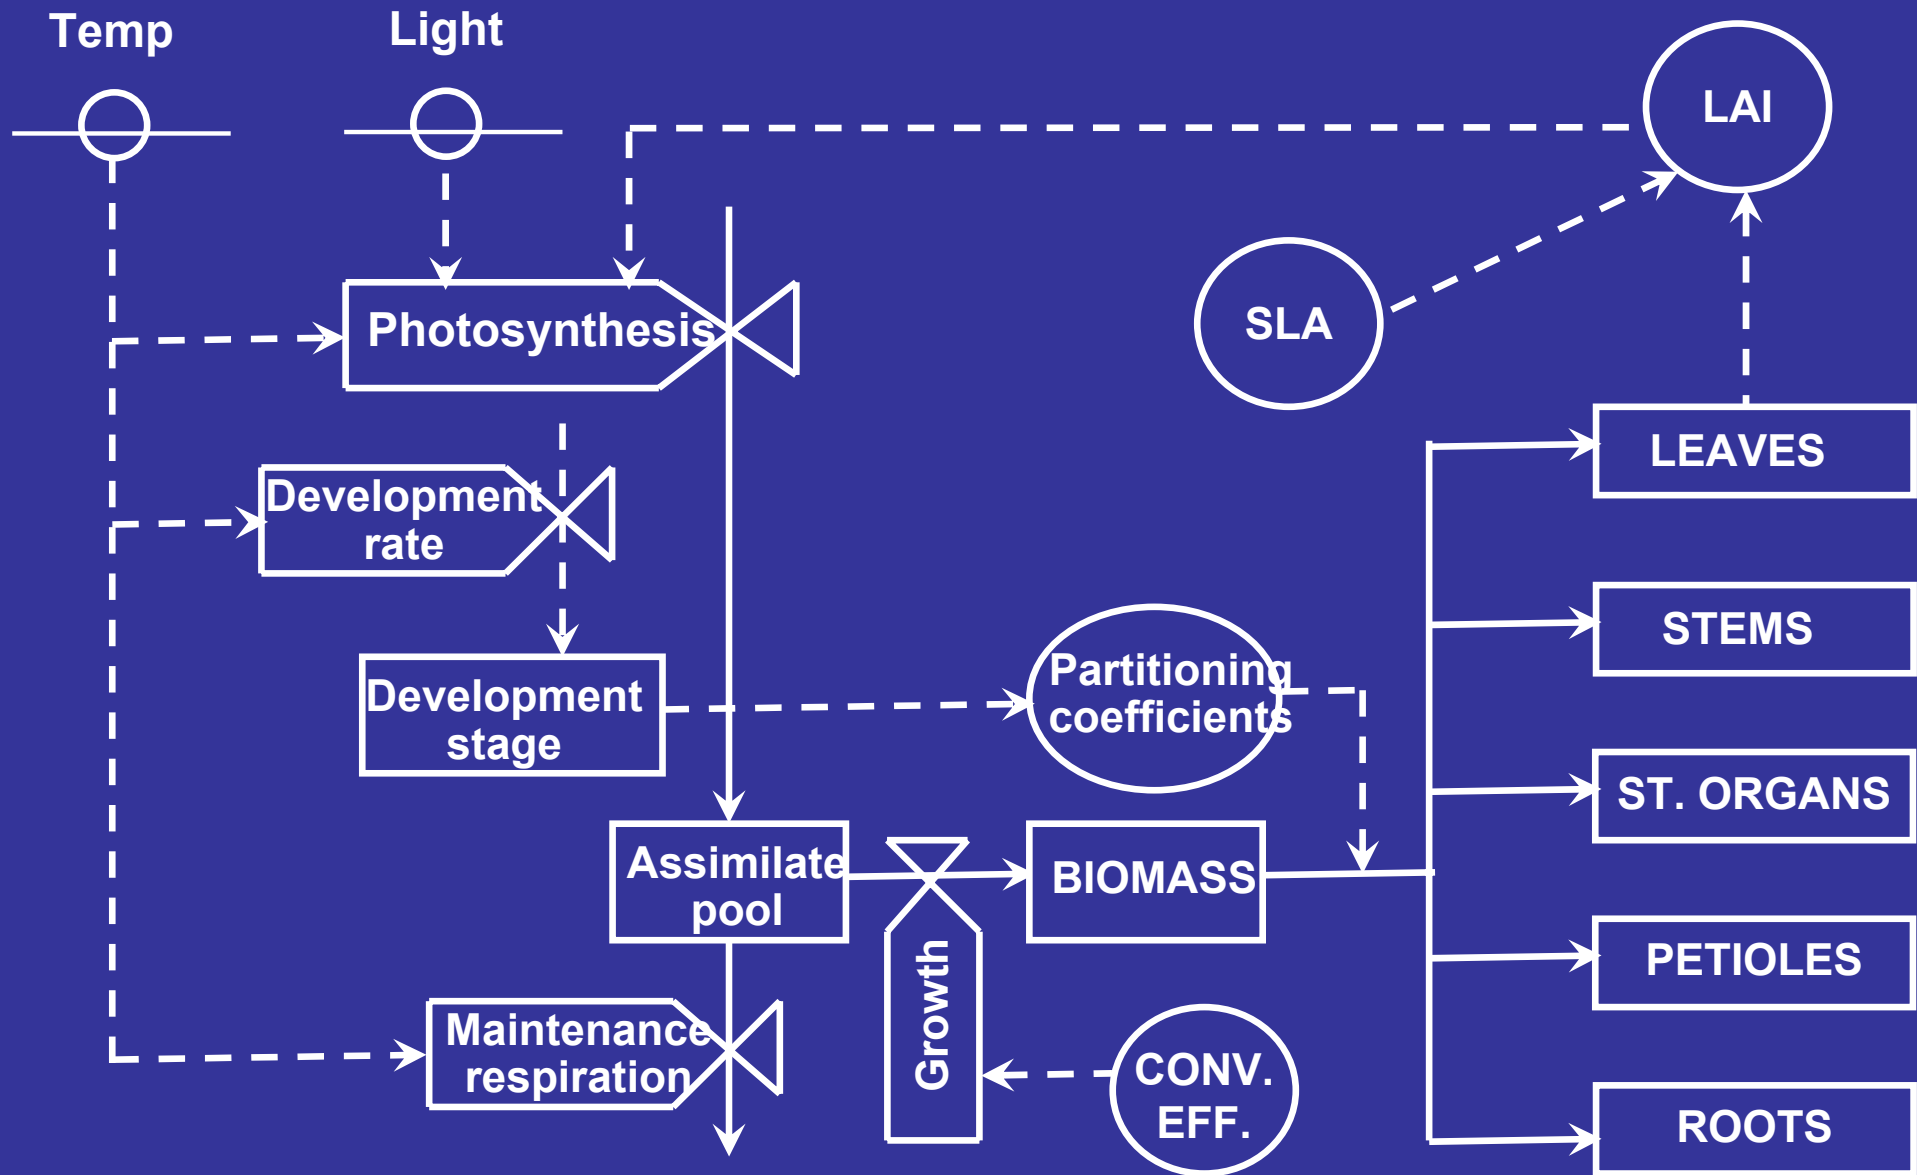 Temp
Light
LAI
SLA
Photosynthesis
LEAVES
Development
rate
STEMS
Development
stage
Partitioning
coefficients
ST. ORGANS
Assimilate
pool
BIOMASS
PETIOLES
Growth
Maintenance
respiration
CONV.
EFF.
ROOTS